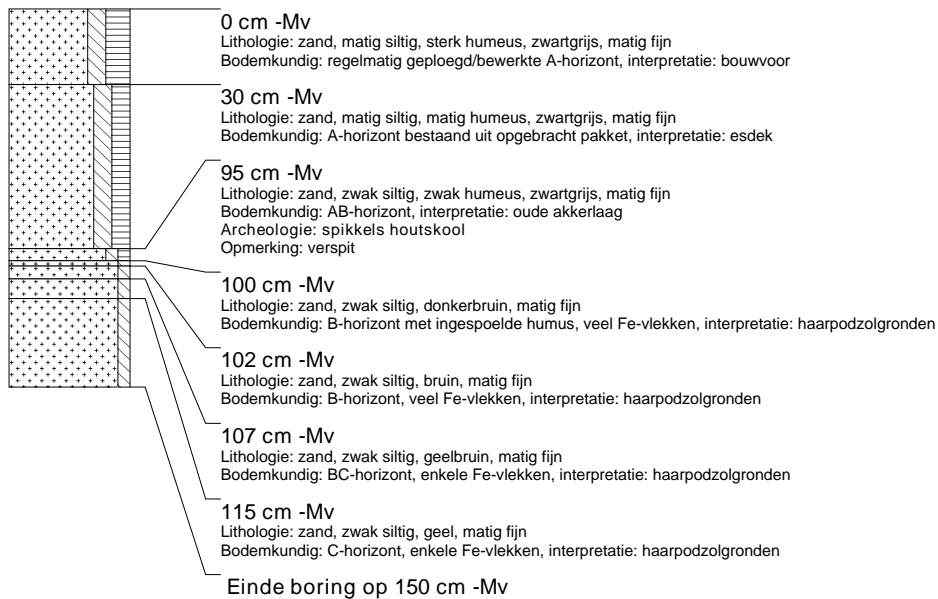 0 cm -Mv
Lithologie: zand, matig siltig, sterk humeus, zwartgrijs, matig fijn
Bodemkundig: regelmatig geploegd/bewerkte A-horizont, interpretatie: bouwvoor
30 cm -Mv
Lithologie: zand, matig siltig, matig humeus, zwartgrijs, matig fijn
Bodemkundig: A-horizont bestaand uit opgebracht pakket, interpretatie: esdek
95 cm -Mv
Lithologie: zand, zwak siltig, zwak humeus, zwartgrijs, matig fijn
Bodemkundig: AB-horizont, interpretatie: oude akkerlaag
Archeologie: spikkels houtskool
Opmerking: verspit
100 cm -Mv
Lithologie: zand, zwak siltig, donkerbruin, matig fijn
Bodemkundig: B-horizont met ingespoelde humus, veel Fe-vlekken, interpretatie: haarpodzolgronden
102 cm -Mv
Lithologie: zand, zwak siltig, bruin, matig fijn
Bodemkundig: B-horizont, veel Fe-vlekken, interpretatie: haarpodzolgronden
107 cm -Mv
Lithologie: zand, zwak siltig, geelbruin, matig fijn
Bodemkundig: BC-horizont, enkele Fe-vlekken, interpretatie: haarpodzolgronden
115 cm -Mv
Lithologie: zand, zwak siltig, geel, matig fijn
Bodemkundig: C-horizont, enkele Fe-vlekken, interpretatie: haarpodzolgronden
Einde boring op 150 cm -Mv